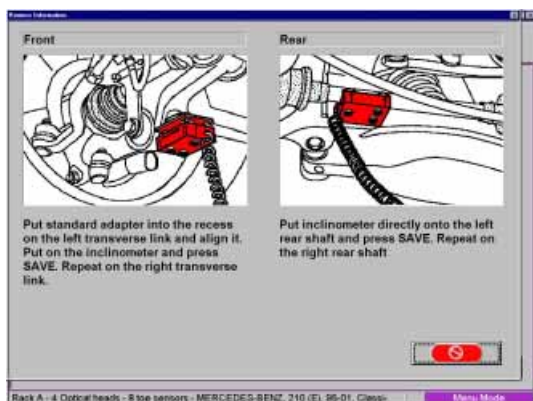 Front
Rear
Put standard adapter into the recess
on the left transverse link and align it.
Put on the inclinometer and press
SAVE. Repeat on the right transverse
link.
Put inclinometer directly onto the left
rear shaft and press SAVE. Repeat on
the right rear shaft
Rack A - 4 Optical heads - 8 toe sensors - MERCEDES-BENZ, 210 (E), 95-01, Classi-
Menu Mode